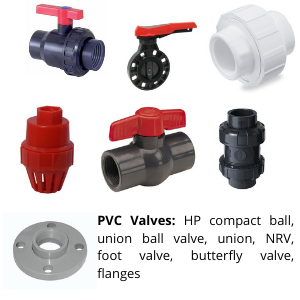 PVC Valves: HP compact ball,
union ball valve, union, NRV,
foot valve, butterfly valve,
flanges